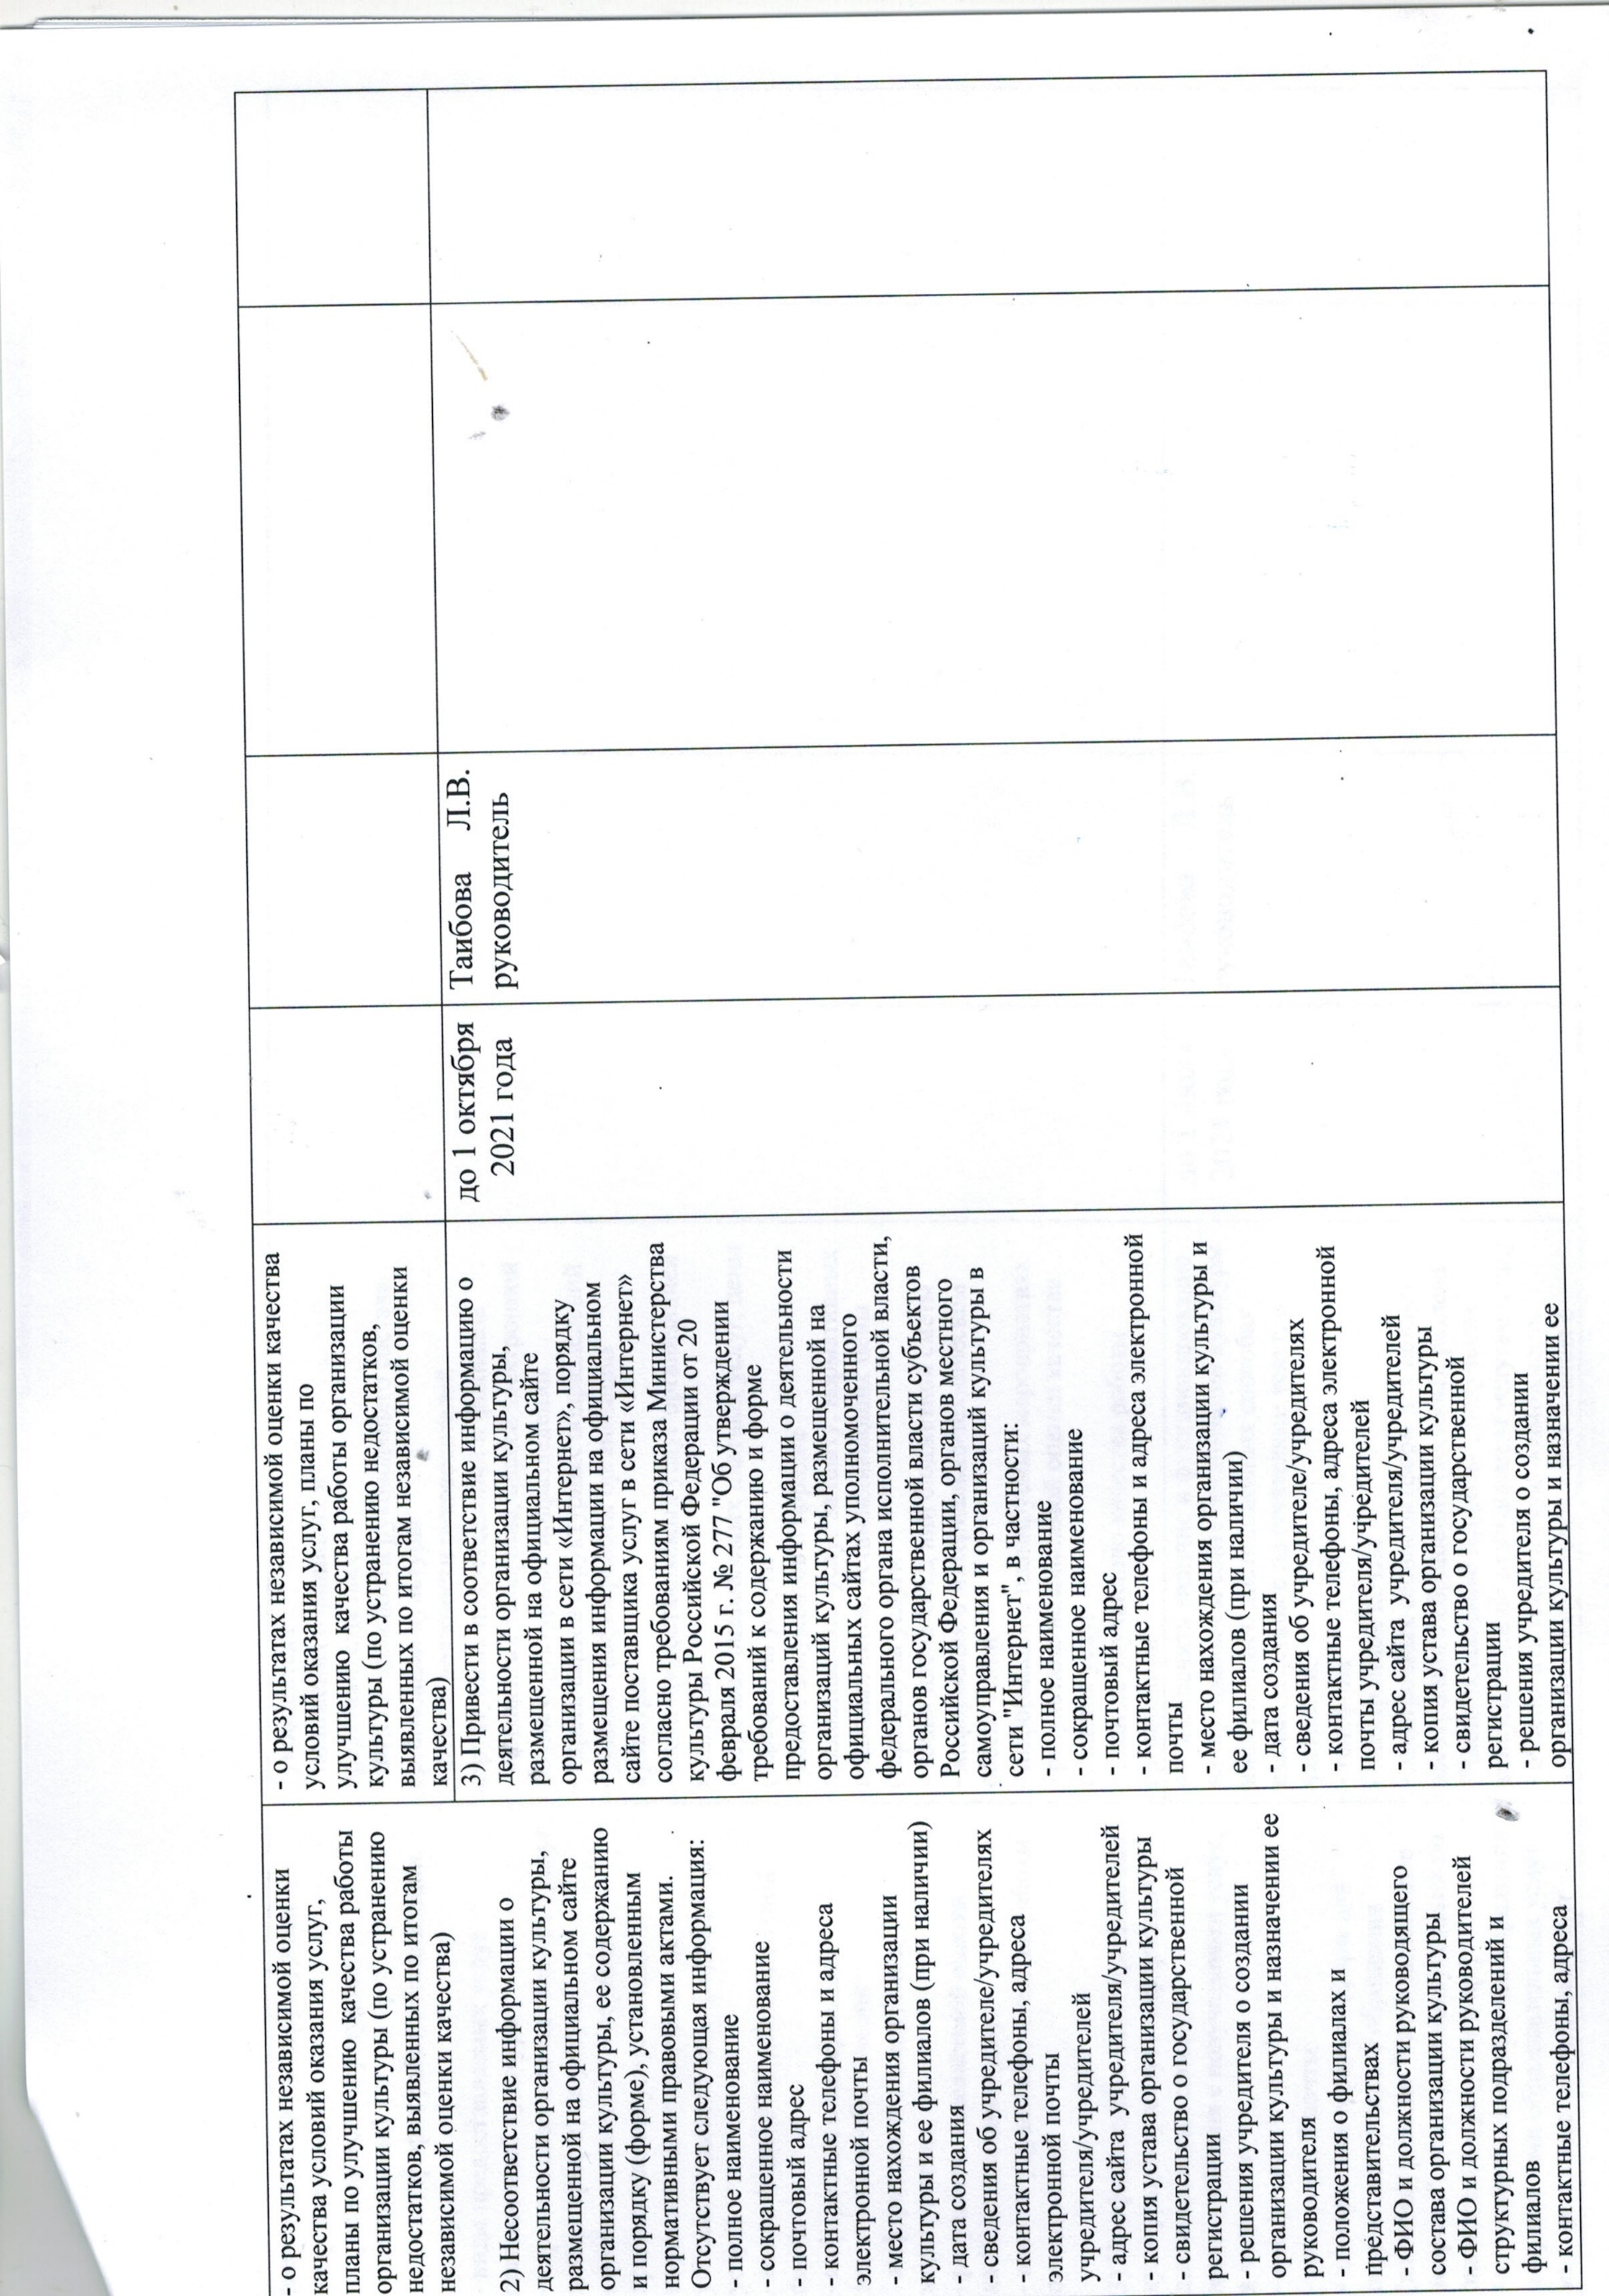 - о результатах независимой оценки
качества условий оказания услуг,
планы по улучшению качества работы
организации культуры (по устранению
недостатков, выявленных по итогам
независимой оценки качества)
2) Несоответствие информации о
деятельности организации культуры,
размещенной на официальном сайте
организации культуры, ее содержанию
и порядку (форме), установленным
нормативными правовыми актами.
Отсутствует следующая информация:
- полное наименование
- сокращенное наименование
- почтовый адрес
- контактные телефоны и адреса
электронной почты
- место нахождения организации
культуры и ее филиалов (при наличии)
- дата создания
- сведения об учредителе/учредителях
- контактные телефоны, адреса
электронной почты
учредителя/учредителей
- адрес сайта учредителя/учредителей
- копия устава организации культуры
- свидетельство о государственной
регистрации
- решения учредителя о создании
организации культуры и назначении ее
руководителя
- положения о филиалах и
представительствах
- ФИО и должности руководящего
состава организации культуры
- ФИО и должности руководителей
структурных подразделений и
филиалов
- контактные телефоны, адреса
- о результатах независимой оценки качества
условий оказания услуг, планы по
улучшению качества работы организации
культуры (по устранению недостатков,
выявленных по итогам независимой оценки
качества)
3) Привести в соответствие информацию о
деятельности организации культуры,
размещенной на официальном сайте
организации в сети «Интернет», порядку
размещения информации на официальном
сайте поставщика услуг в сети «Интернет»
согласно требованиям приказа Министерства
культуры Российской Федерации от 20
февраля 2015 г. № 277 "Об утверждении
требований к содержанию и форме
предоставления информации о деятельности
организаций культуры, размещенной на
официальных сайтах уполномоченного
федерального органа исполнительной власти,
органов государственной власти субъектов
Российской Федерации, органов местного
самоуправления и организаций культуры в
сети "Интернет", в частности:
- полное наименование
- сокращенное наименование
- почтовый адрес
- контактные телефоны и адреса электронной
почты
- место нахождения организации культуры и
ее филиалов (при наличии)
- дата создания
- сведения об учредителе/учредителях
- контактные телефоны, адреса электронной
почты учредителя/учредителей
- адрес сайта учредителя/учредителей
- копия устава организации культуры
- свидетельство о государственной
регистрации
- решения учредителя о создании
организации культуры и назначении ее
до 1 октября
2021 года
Таибова Л.В.
руководитель